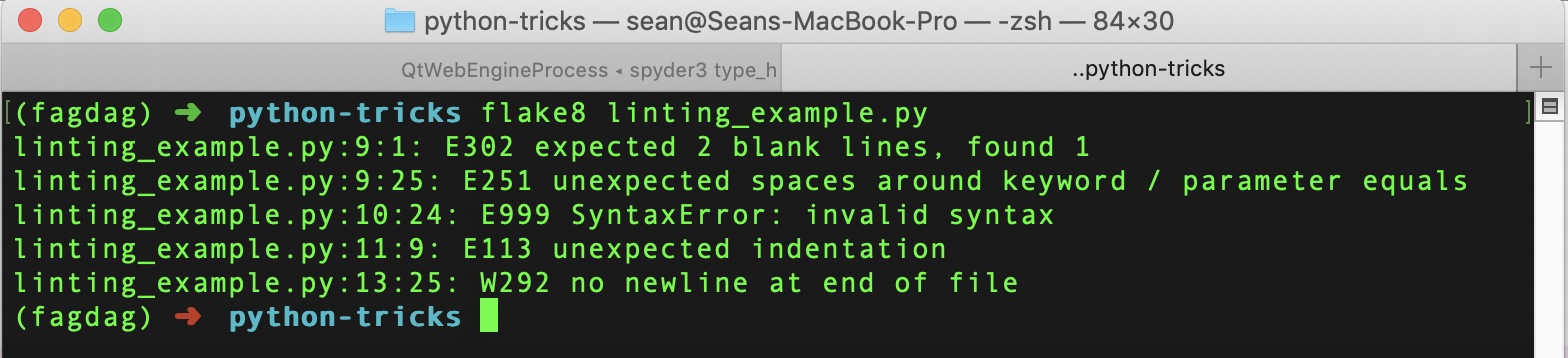 python-tricks — sean@Seans-MacBook-Pro — -zsh — 84×30
QtWebEngineProcess ◂ spyder3 type_h
..python-tricks
[(fagdag) ➜ python-tricks flake8 linting_example.py ]
linting_example.py:9:1: E302 expected 2 blank lines, found 1
linting_example.py:9:25: E251 unexpected spaces around keyword / parameter equals
linting_example.py:10:24: E999 SyntaxError: invalid syntax
linting_example.py:11:9: E113 unexpected indentation
linting_example.py:13:25: W292 no newline at end of file
(fagdag) ➜ python-tricks